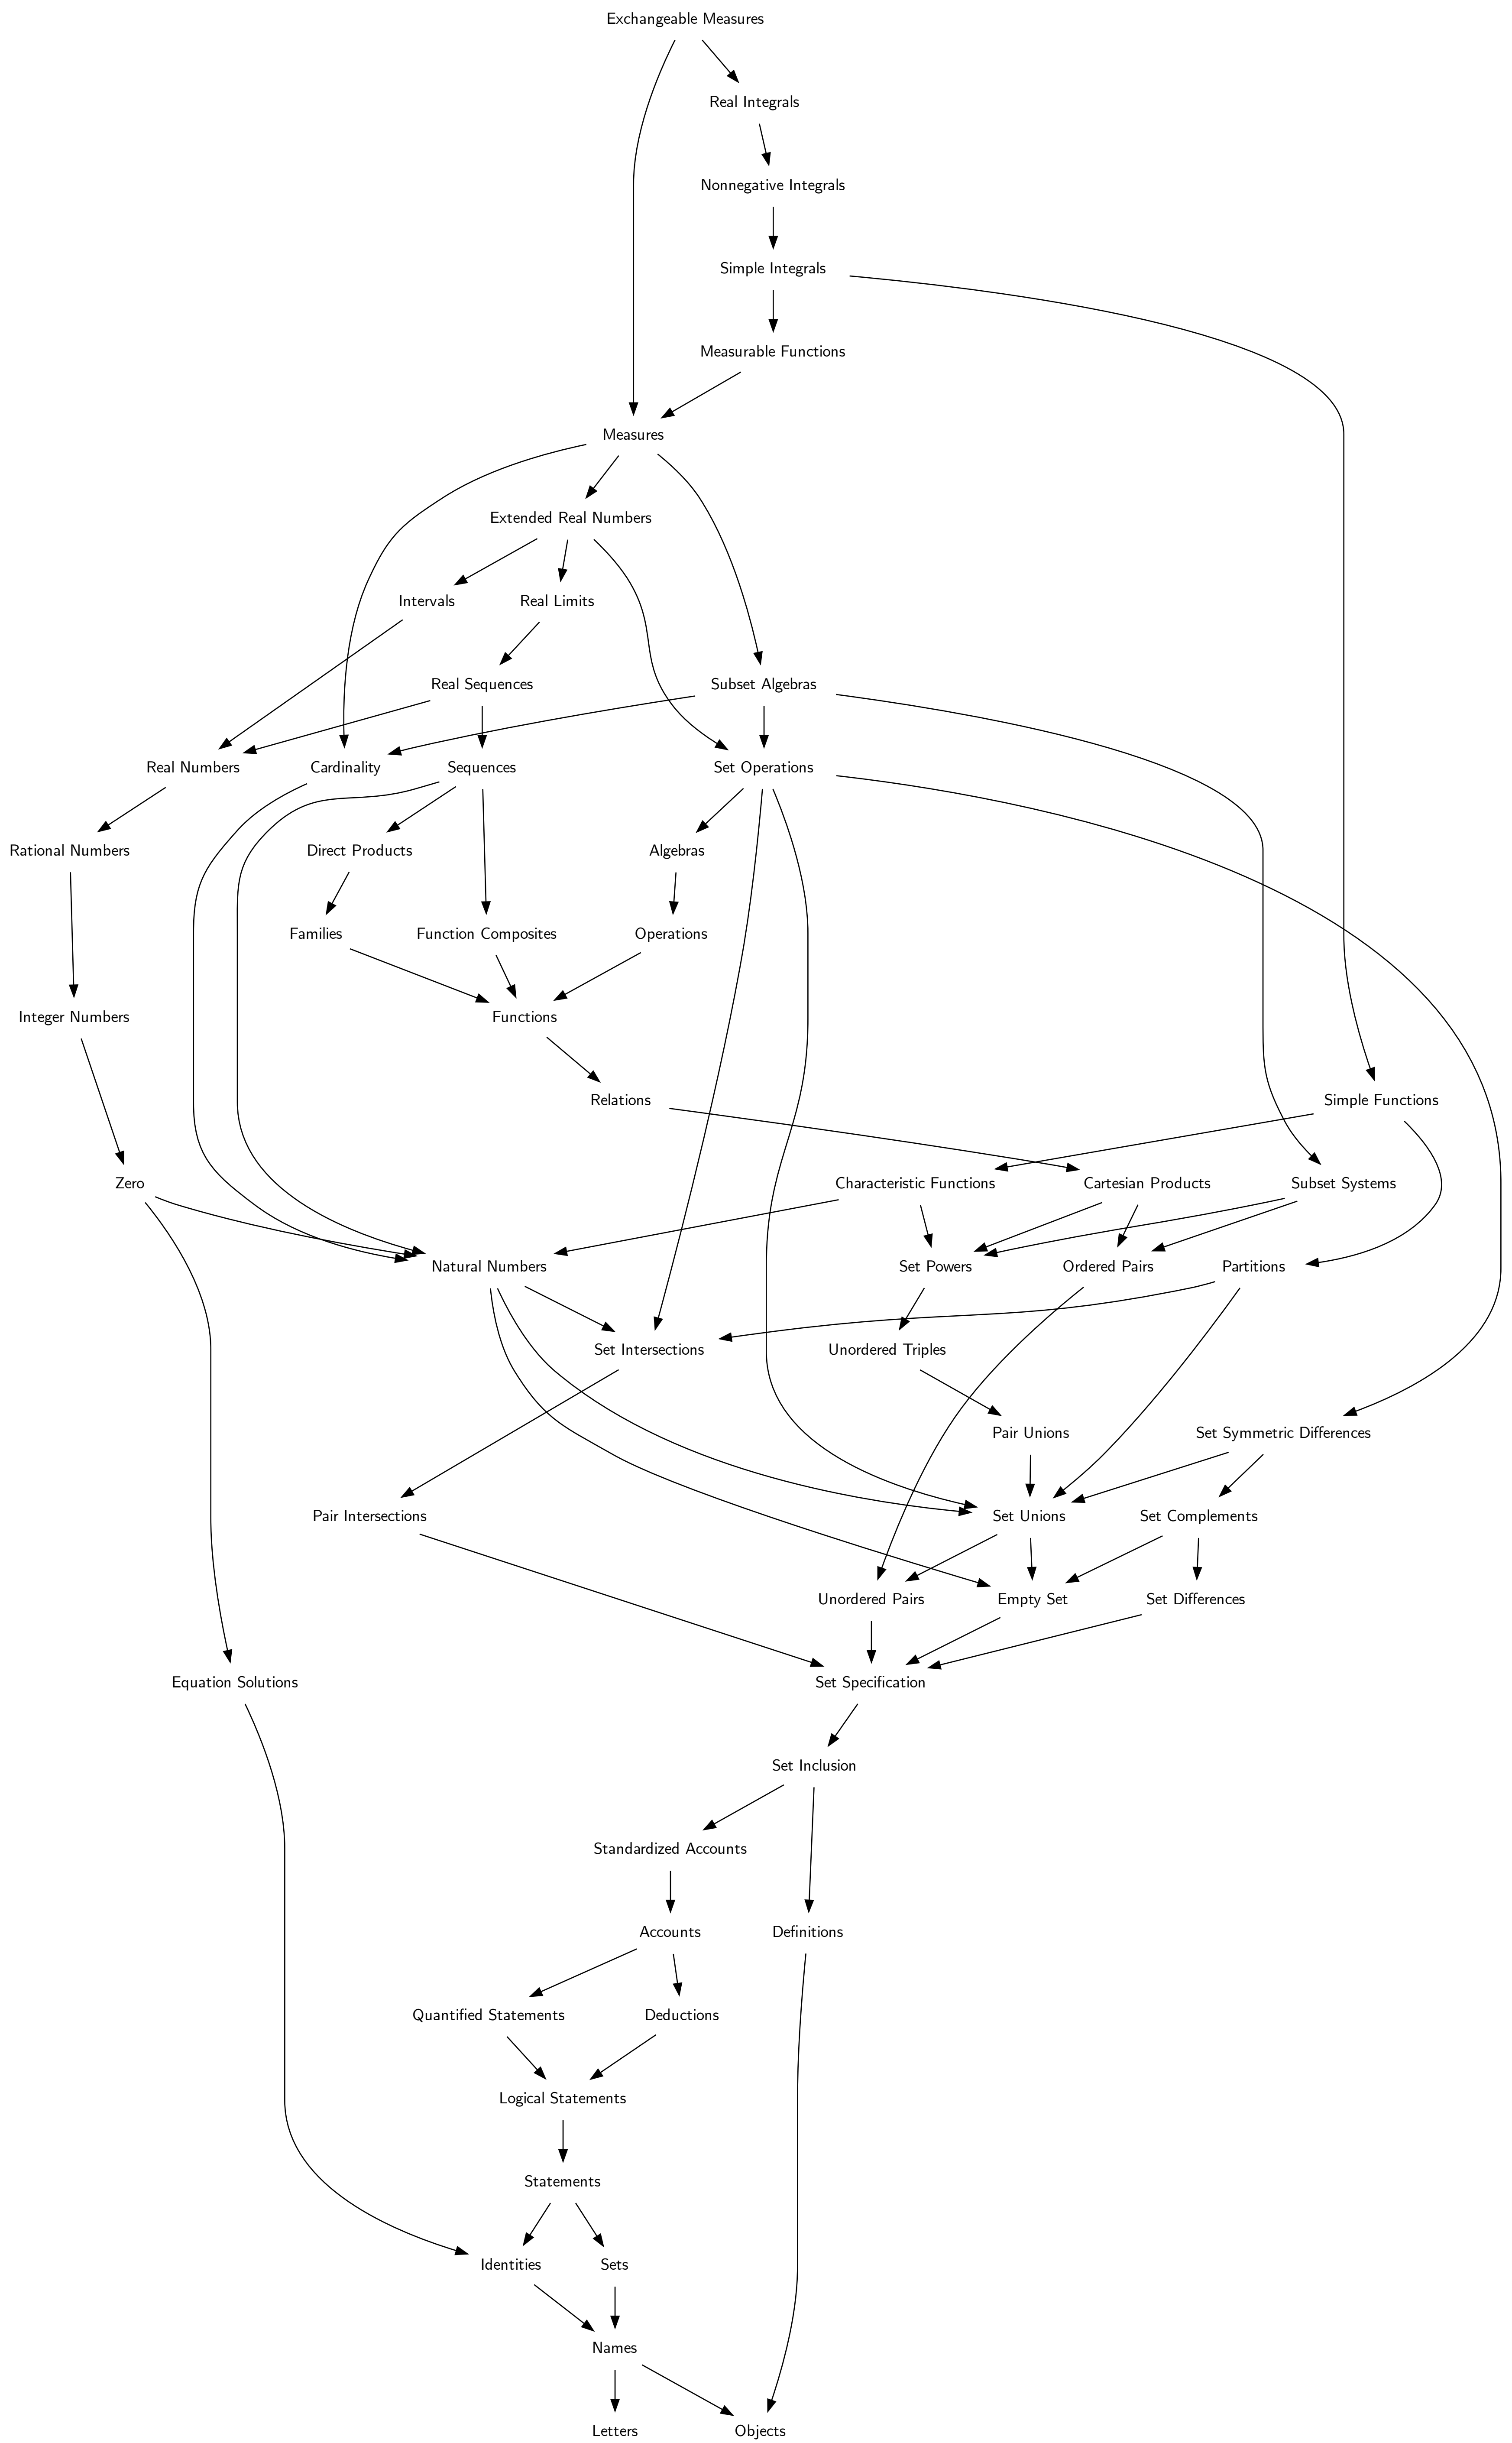 Exchangeable Measures
Real Integrals
Nonnegative Integrals
Simple Integrals
Measurable Functions
Measures
Extended Real Numbers
Intervals
Real Limits
Real Sequences
Subset Algebras
Real Numbers
Cardinality
Sequences
Set Operations
Rational Numbers
Direct Products
Algebras
Families
Function Composites
Operations
Integer Numbers
Functions
Relations
Simple Functions
Zero
Characteristic Functions
Cartesian Products
Subset Systems
Natural Numbers
Set Powers
Ordered Pairs
Partitions
Set Intersections
Unordered Triples
Pair Unions
Set Symmetric Differences
Pair Intersections
Set Unions
Set Complements
Unordered Pairs
Empty Set
Set Differences
Equation Solutions
Set Specification
Set Inclusion
Standardized Accounts
Accounts
Definitions
Quantified Statements
Deductions
Logical Statements
Statements
Identities
Sets
Names
Letters
Objects